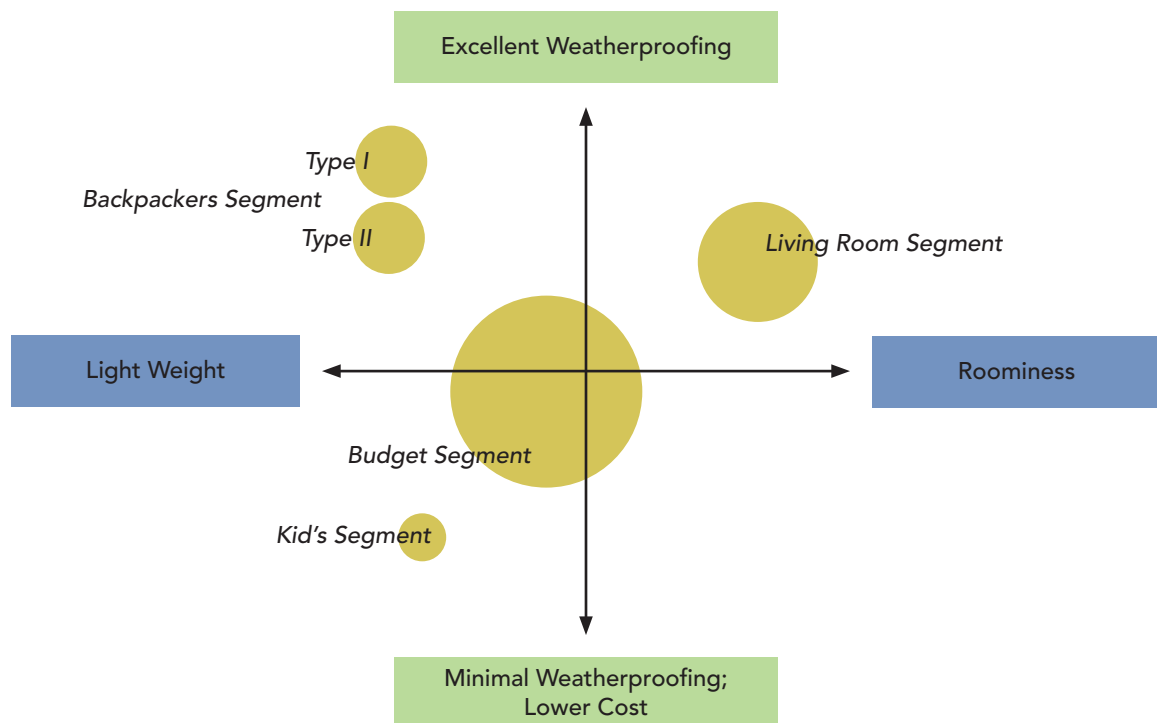 Excellent Weatherproofing
Type I
Backpackers Segment
Type II
Living Room Segment
Light Weight
Roominess
Budget Segment
Kid’s Segment
Minimal Weatherproofing;
Lower Cost